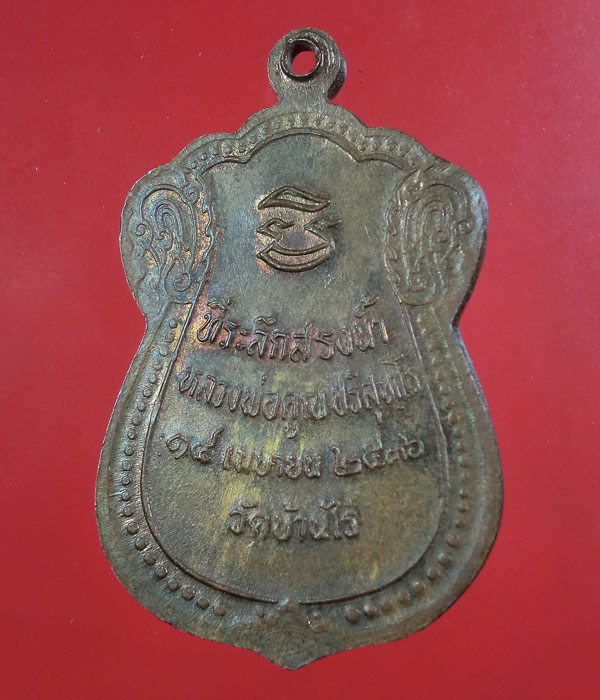 ที่ระลึกสรงน้ำ
หลวงพ่อคูณปริสุทฺโธ
๑๔ เมษายน ๒๕๓๖
วัดบ้านไร่